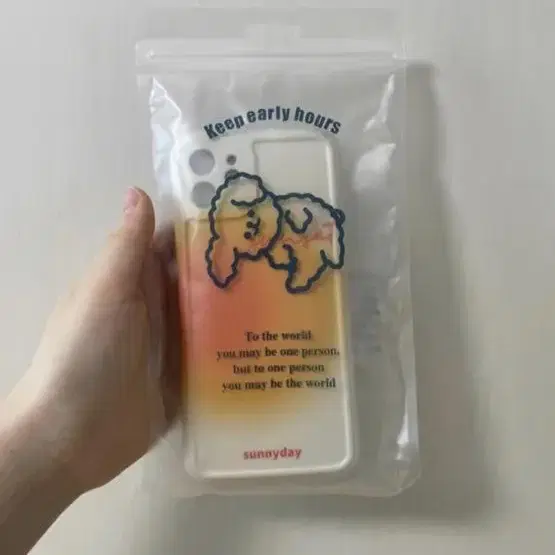 Keep early hours
To the world
you may be one person,
but to one person
you may be the world
sunnyday